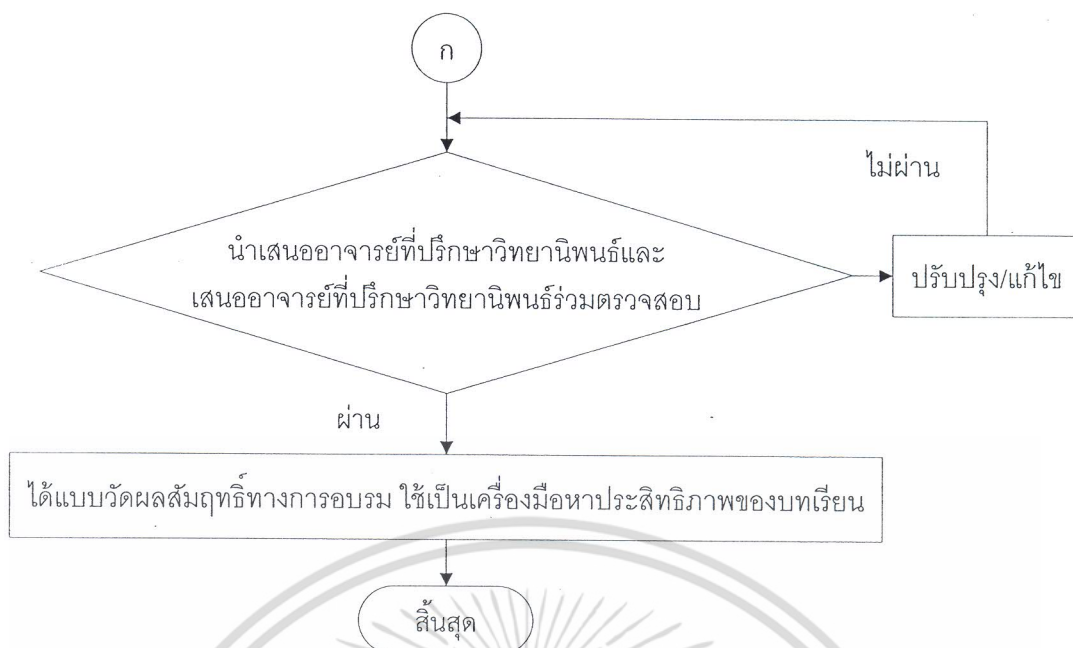 ก
ไม่ผ่าน
นำเสนออาจารย์ที่ปรึกษาวิทยานิพนธ์และ
เสนออาจารย์ที่ปรึกษาวิทยานิพนธ์ร่วมตรวจสอบ
ปรับปรุง/แก้ไข
ผ่าน
ได้แบบวัดผลสัมฤทธิ์ทางการอบรม ใช้เป็นเครื่องมือหาประสิทธิภาพของบทเรียน
สิ้นสุด